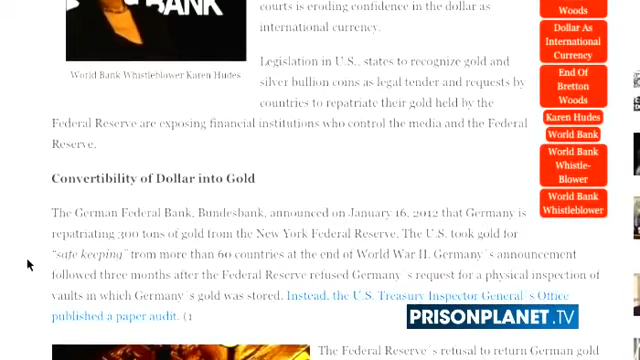 BANK
World Bank Whistleblower Karen Hudes
courts is eroding confidence in the dollar as
international currency.
Legislation in U.S., states to recognize gold and
silver bullion coins as legal tender and requests by
countries to repatriate their gold held by the
Federal Reserve are exposing financial institutions who control the media and the Federal
Reserve.
Convertibility of Dollar into Gold
The German Federal Bank, Bundesbank, announced on January 16, 2012 that Germany is
repatriating 300 tons of gold from the New York Federal Reserve. The U.S. took gold for
“safe keeping” from more than 60 countries at the end of World War II. Germany´s announcement
followed three months after the Federal Reserve refused Germany´s request for a physical inspection of
vaults in which Germany´s gold was stored. Instead, the U.S. Treasury Inspector General´s Office
published a paper audit. (1
The Federal Reserve's refusal to return German gold
Woods
Dollar As
International
Currency
End Of
Bretton
Woods
Karen Hudes
World Bank
World Bank
Whistle-
Blower
World Bank
Whistleblower
PRISONPLANET.TV